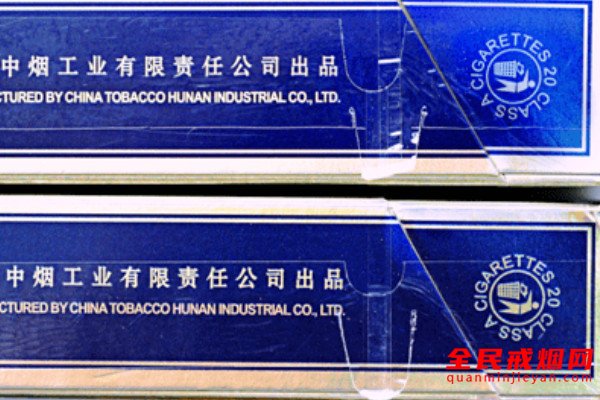 中烟工业有限责任公司出品
CTURED BY CHINA TOBACCO HUNAN INDUSTRIAL CO., LTD.
20 CLASS A CIGARETTES
中烟工业有限责任公司出品
CTURED BY CHINA TOBACCO HUNAN INDUSTRIAL CO., LTD.
20 CLASS A CIGARETTES
全民戒烟网
quanminjieyan.com